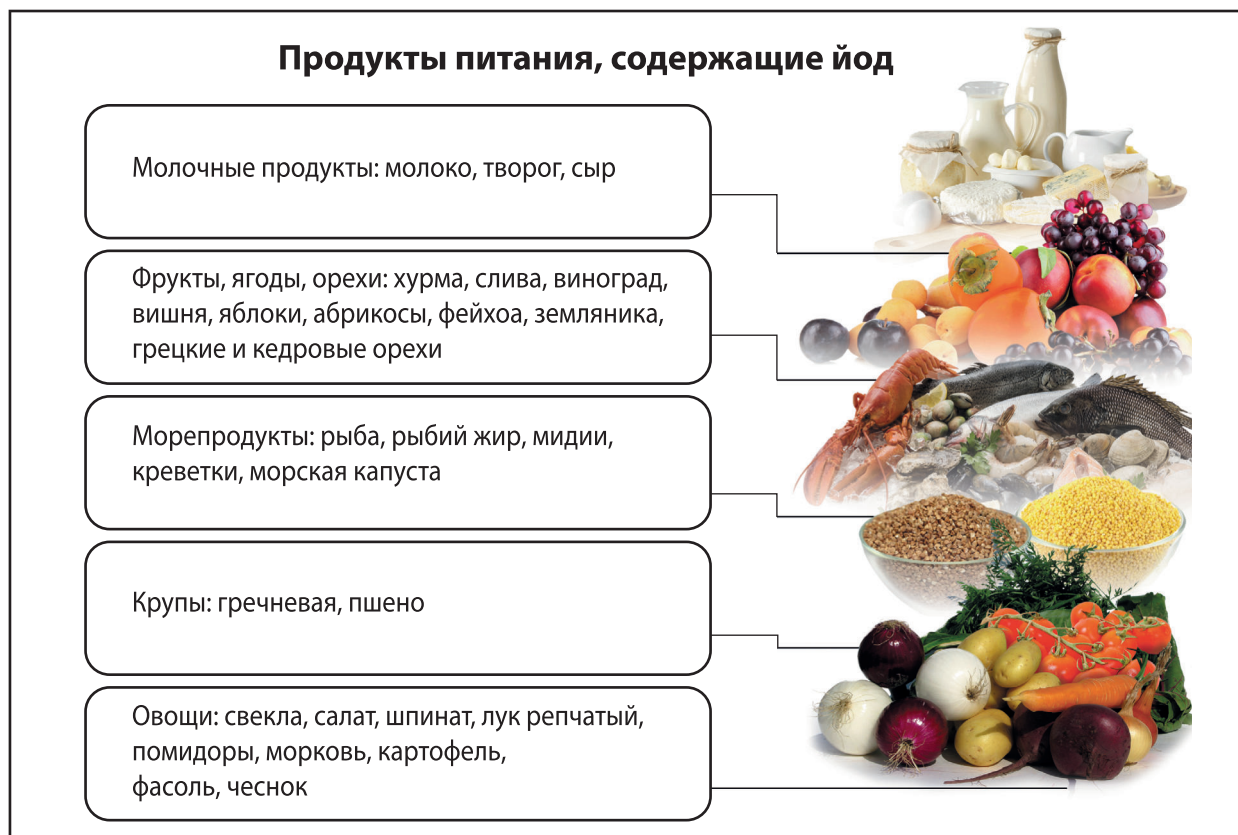 Продукты питания, содержащие йод
Молочные продукты: молоко, творог, сыр
Фрукты, ягоды, орехи: хурма, слива, виноград,
вишня, яблоки, абрикосы, фейхоа, земляника,
грецкие и кедровые орехи
Морепродукты: рыба, рыбий жир, мидии,
креветки, морская капуста
Крупы: гречневая, пшено
Овощи: свекла, салат, шпинат, лук репчатый,
помидоры, морковь, картофель,
фасоль, чеснок